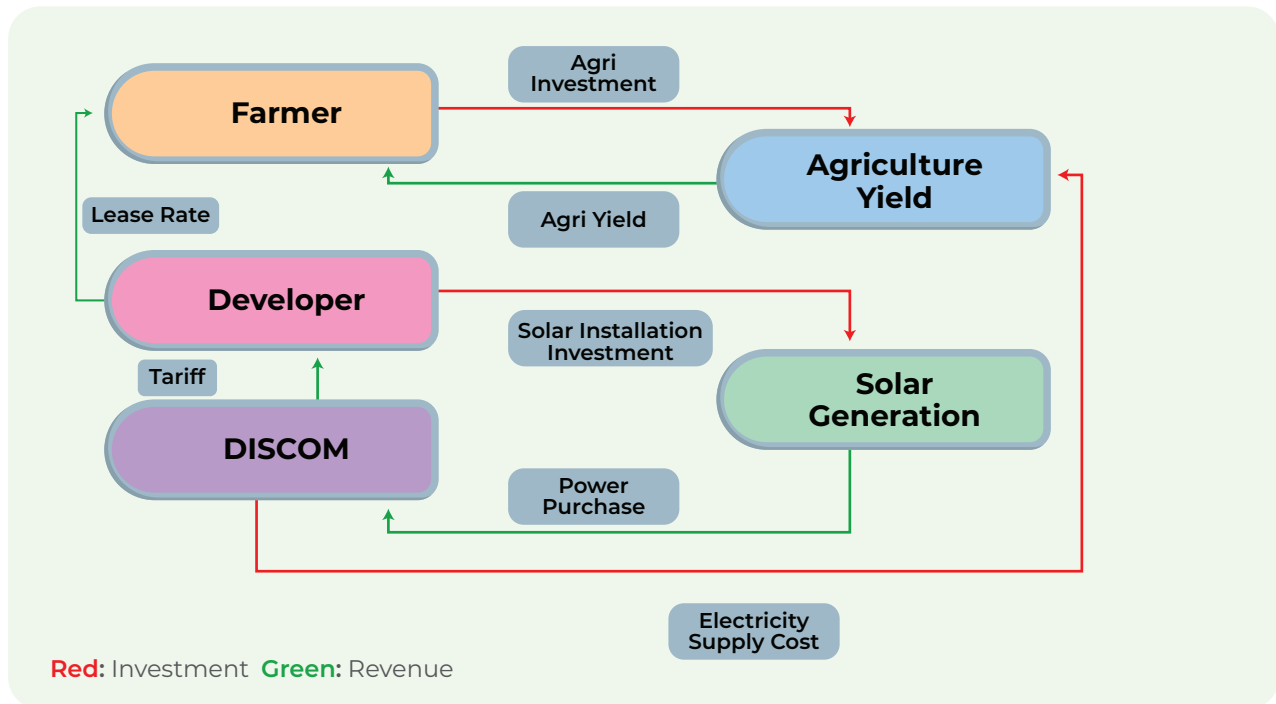 Agri
Investment
Farmer
Agriculture
Yield
Lease Rate
Agri Yield
Developer
Solar Installation
Investment
Tariff
Solar
Generation
DISCOM
Power
Purchase
Electricity
Supply Cost
Red: Investment Green: Revenue